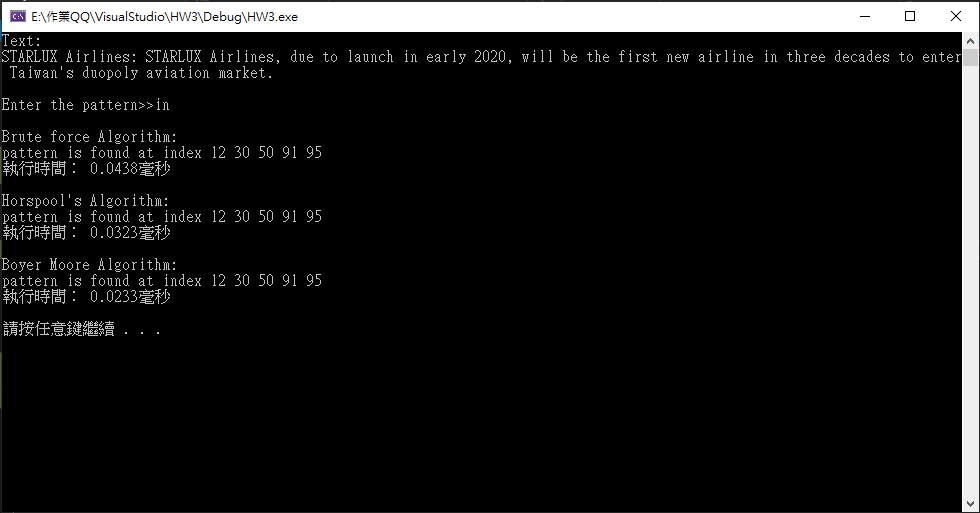 E:\作業QQ\VisualStudio\HW3\Debug\HW3.exe
Text:
STARLUX Airlines: STARLUX Airlines, due to launch in early 2020, will be the first new airline in three decades to enter
Taiwan's duopoly aviation market.
Enter the pattern>>in
Brute force Algorithm:
pattern is found at index 12 30 50 91 95
執行時間： 0.0438毫秒
Horspool's Algorithm:
pattern is found at index 12 30 50 91 95
執行時間： 0.0323毫秒
Boyer Moore Algorithm:
pattern is found at index 12 30 50 91 95
執行時間： 0.0233毫秒
請按任意鍵繼續 . . .